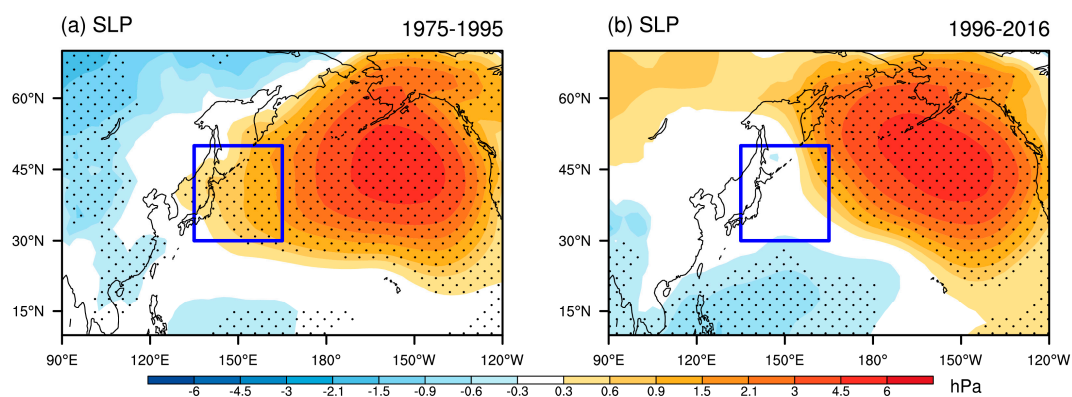 (a) SLP 1975-1995 (b) SLP 1996-2016
60°N 60°N
45°N 45°N
30°N 30°N
15°N 15°N
90°E 120°E 150°E 180° 150°W 120°W 90°E 120°E 150°E 180° 150°W 120°W
-6 -4.5 -3 -2.1 -1.5 -0.9 -0.6 -0.3 0.3 0.6 0.9 1.5 2.1 3 4.5 6 hPa